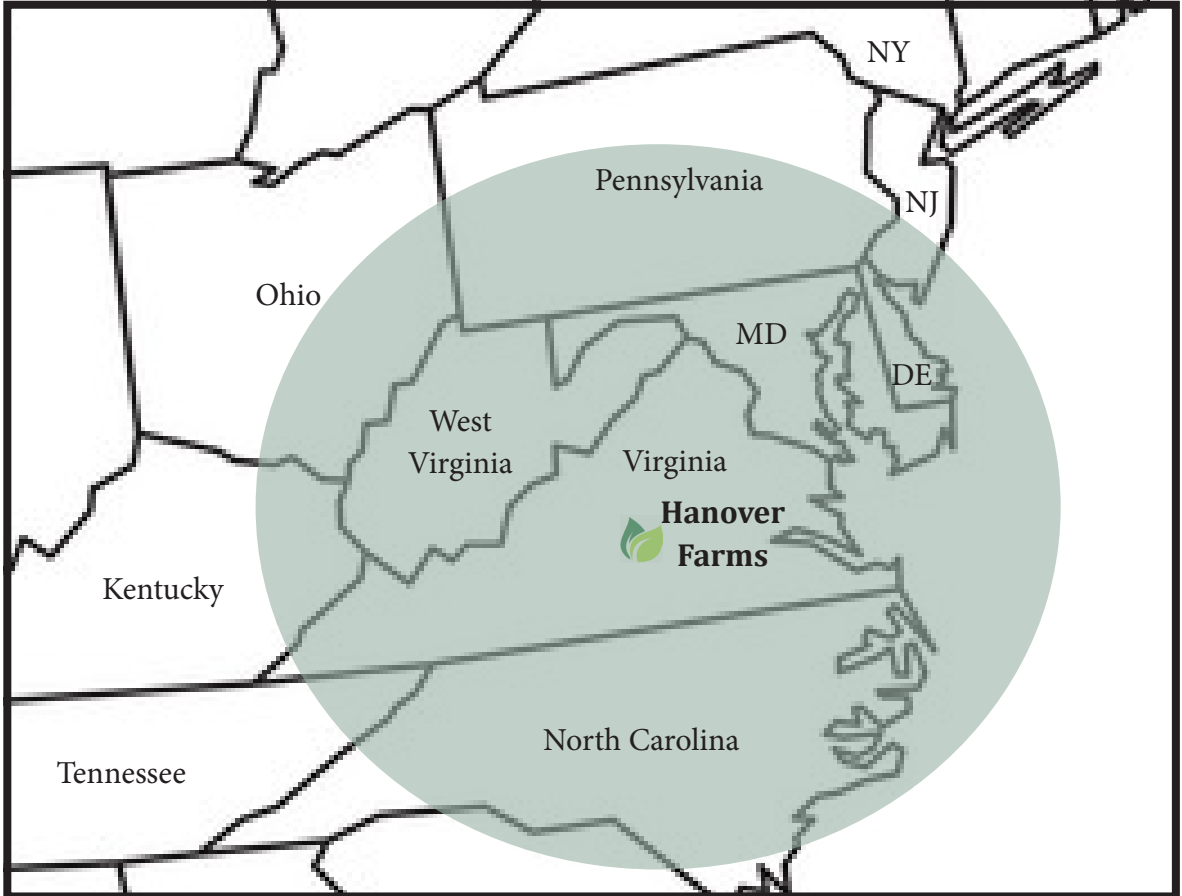 NY
Pennsylvania
NJ
Ohio
MD
DE
West
Virginia
Virginia
Hanover
Farms
Kentucky
North Carolina
Tennessee